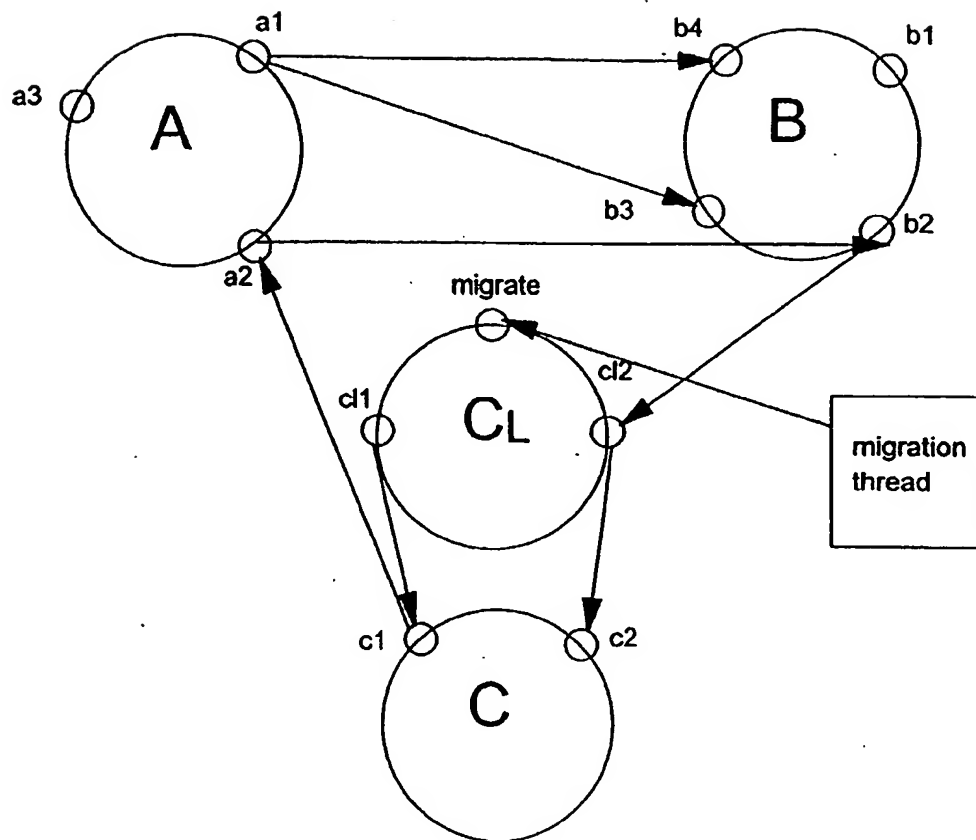 a1
b4
b1
a3
A
B
b3
b2
a2
migrate
cl2
cl1
CL
migration
thread
c1
c2
C